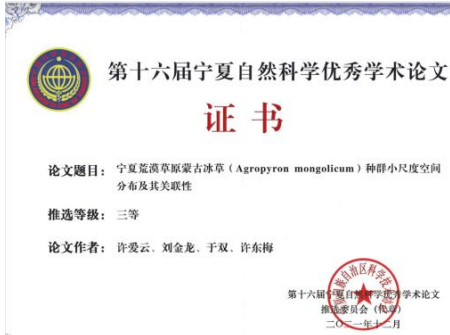 第十六届宁夏自然科学优秀学术论文
证书
论文题目：宁夏荒漠草原蒙古冰草（Agropyron mongolicum）种群小尺度空间
分布及其关联性
推选等级：三等
论文作者：许爱云、刘金龙、于双、许东梅
第十六届宁夏自然科学优秀学术论文
推选委员会（代章）
二〇二一年十二月